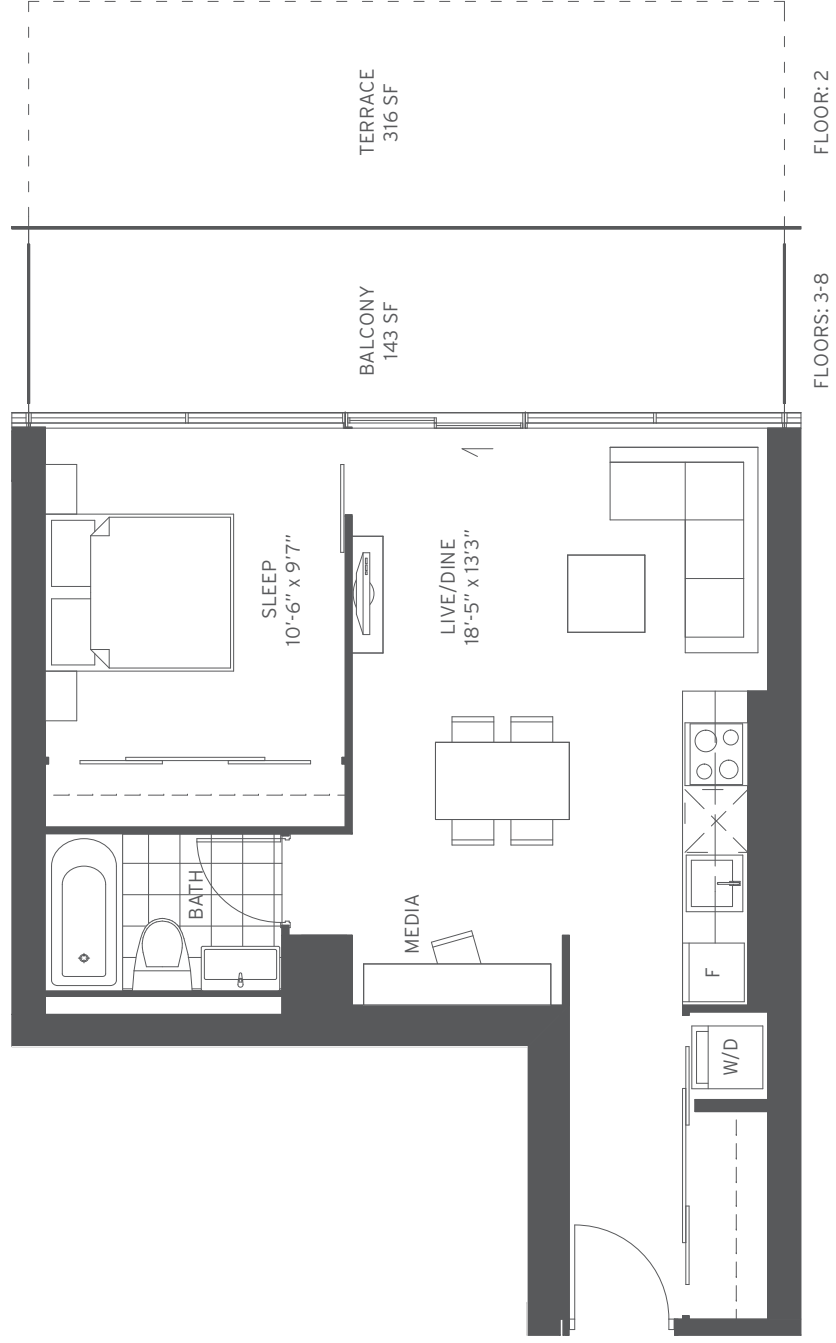 TERRACE
316 SF
FLOOR: 2
BALCONY
143 SF
FLOORS: 3-8
SLEEP
10'-6" x 9'7"
LIVE/DINE
18'-5" x 13'3"
BATH
MEDIA
F
W/D